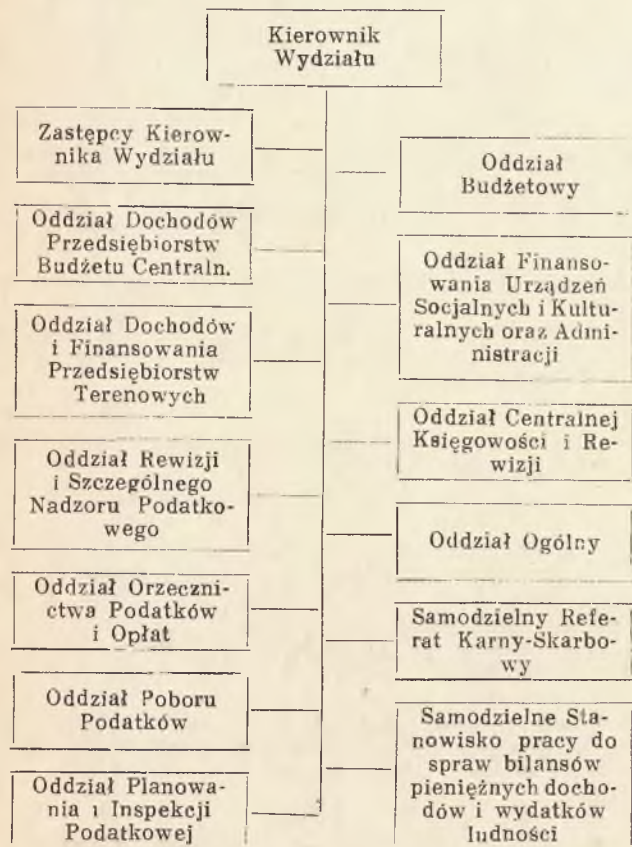 Kierownik
Wydziału
Zastępcy Kierow-
nika Wydziału
Oddział Dochodów
Przedsiębiorstw
Budżetu Centraln.
Oddział Dochodów
i Finansowania
Przedsiębiorstw
Terenowych
Oddział Rewizji
i Szczególnego
Nadzoru Podatko-
wego
Oddział Orzeczni-
ctwa Podatków
i Opłat
Oddział Poboru
Podatków
Oddział Planowa-
nia i Inspekcji
Podatkowej
Oddział
Budżetowy
Oddział Finanso-
wania Urządzeń
Socjalnych i Kultu-
ralnych oraz Admi-
nistracji
Oddział Centralnej
Księgowości i Re-
wizji
Oddział Ogólny
Samodzielny Refe-
rat Karny-Skarbo-
wy
Samodzielne Sta-
nowisko pracy do
spraw bilansów
pieniężnych docho-
dów i wydatków
ludności